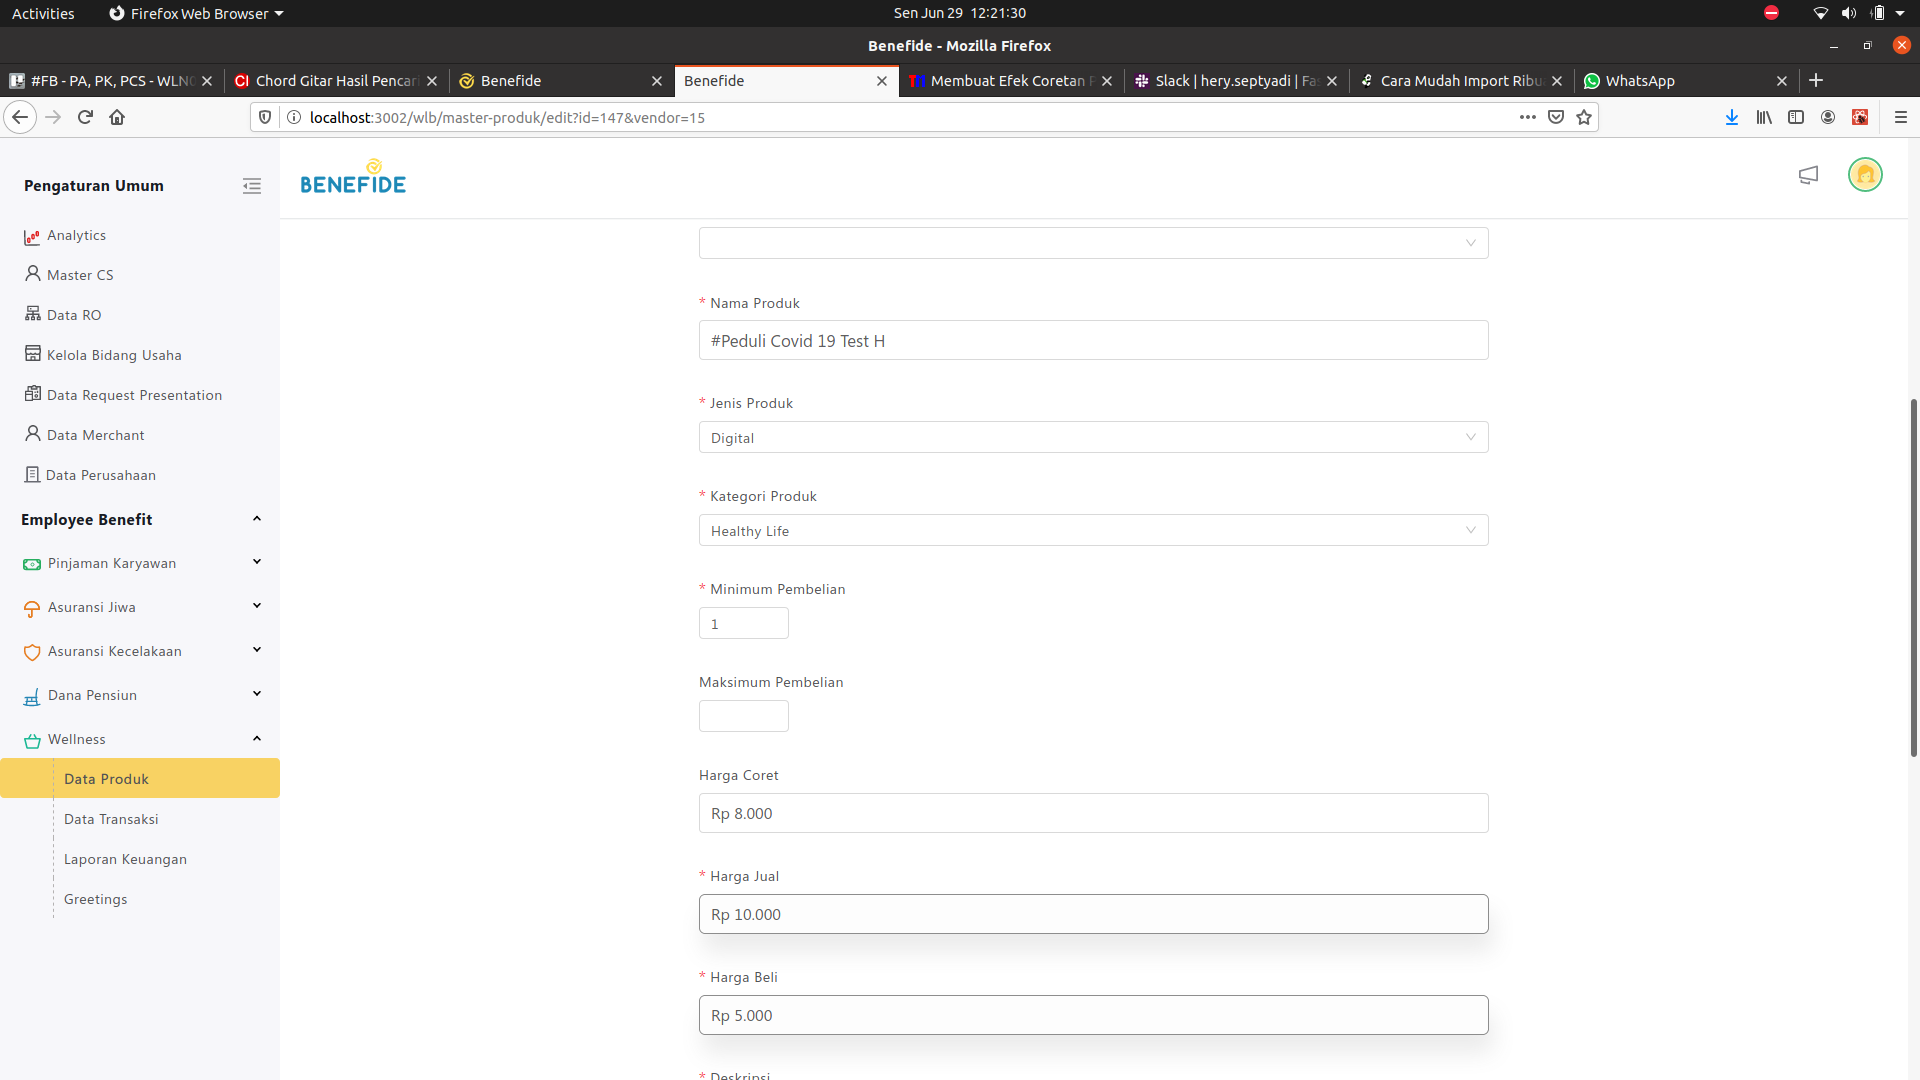 Activities
Firefox Web Browser
Sen Jun 29 12:21:30
Benefide - Mozilla Firefox
#FB - PA, PK, PCS - WLN
Chord Gitar Hasil Pencari
Benefide
Benefide
Membuat Efek Coretan P
Slack | hery.septyadi | Fas
Cara Mudah Import Ribu
WhatsApp
localhost:3002/wlb/master-produk/edit?id=147&vendor=15
Pengaturan Umum
BENEFIDE
Analytics
Master CS
Data RO
Kelola Bidang Usaha
Data Request Presentation
Data Merchant
Data Perusahaan
Employee Benefit
Pinjaman Karyawan
Asuransi Jiwa
Asuransi Kecelakaan
Dana Pensiun
Wellness
Data Produk
Data Transaksi
Laporan Keuangan
Greetings
* Nama Produk
#Peduli Covid 19 Test H
* Jenis Produk
Digital
* Kategori Produk
Healthy Life
* Minimum Pembelian
1
Maksimum Pembelian
Harga Coret
Rp 8.000
* Harga Jual
Rp 10.000
* Harga Beli
Rp 5.000
* Deskripsi